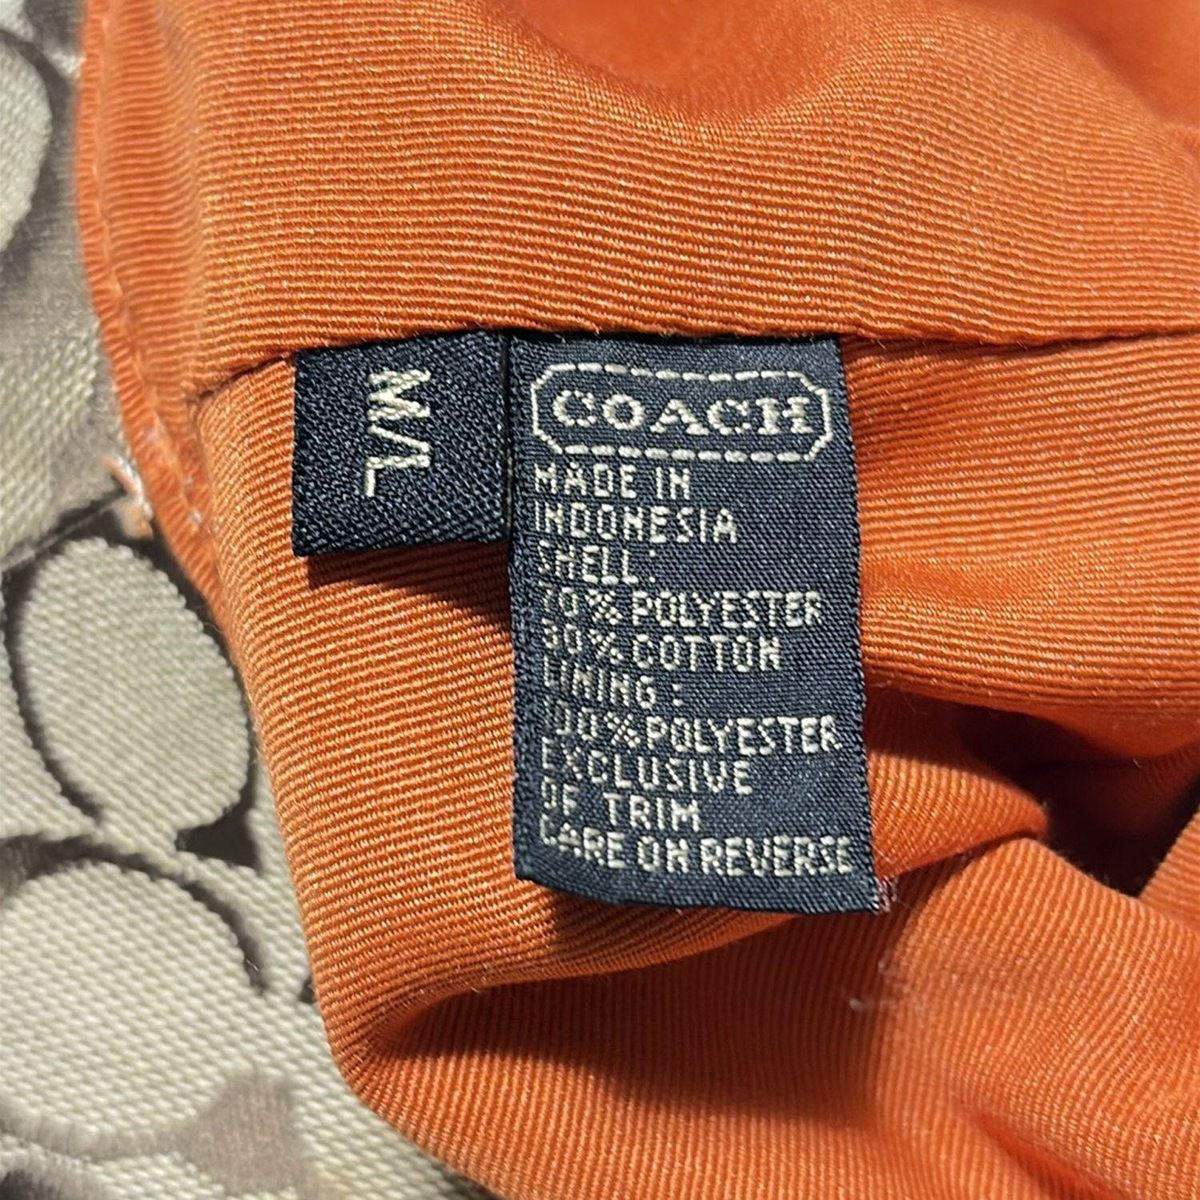 M/L
COACH
MADE IN
INDONESIA
SHELL:
70% POLYESTER
30% COTTON
LINING:
100% POLYESTER
EXCLUSIVE
OF TRIM
CARE ON REVERSE